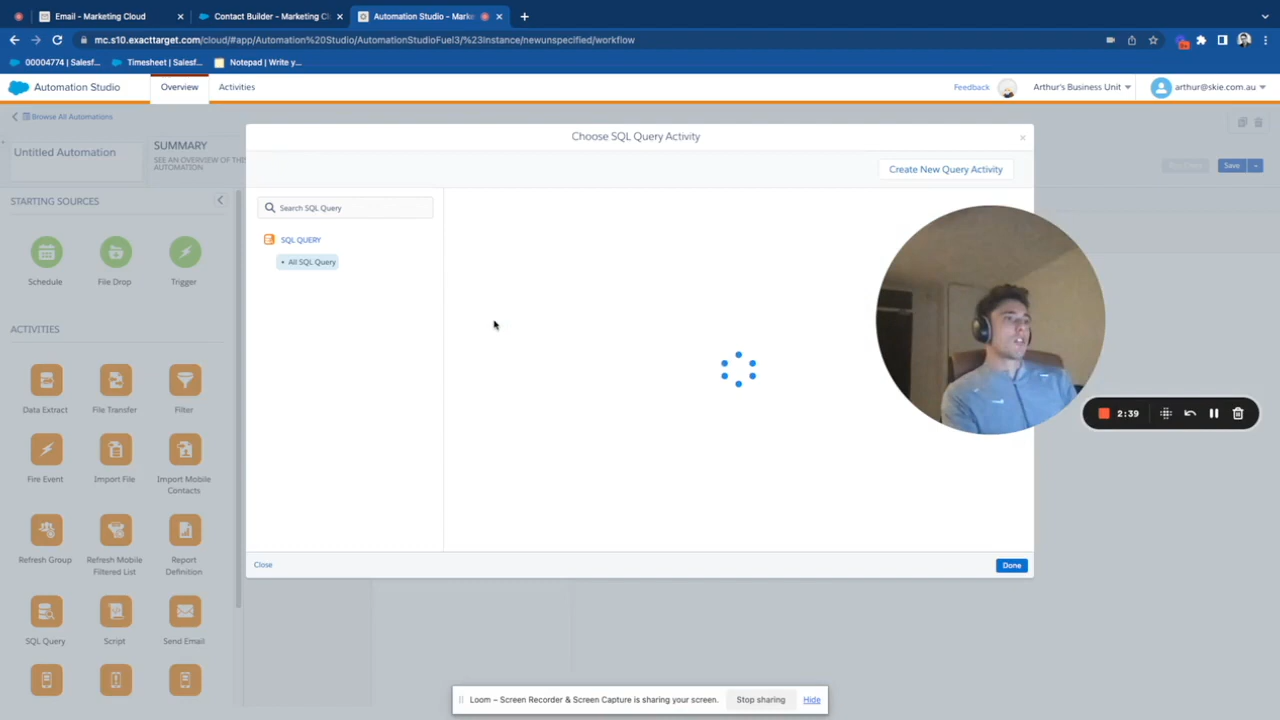 Email - Marketing Cloud
Contact Builder - Marketing Cl
Automation Studio - Marke
mc.s10.exacttarget.com/cloud/#app/Automation%20Studio/AutomationStudioFuel3/%23Instance/newunspecified/workflow
00004774 | Salesf...
Timesheet | Salesf...
Notepad | Write y...
Automation Studio
Overview
Activities
Feedback
Arthur's Business Unit
arthur@skie.com.au
Browse All Automations
Untitled Automation
SUMMARY
SEE AN OVERVIEW OF THIS
AUTOMATION
Run Once
Save
Choose SQL Query Activity
Create New Query Activity
Search SQL Query
SQL QUERY
• All SQL Query
Close
Done
STARTING SOURCES
Schedule
File Drop
Trigger
ACTIVITIES
Data Extract
File Transfer
Filter
Fire Event
Import File
Import Mobile
Contacts
Refresh Group
Refresh Mobile
Filtered List
Report
Definition
SQL Query
Script
Send Email
2:39
Loom – Screen Recorder & Screen Capture is sharing your screen.
Stop sharing
Hide